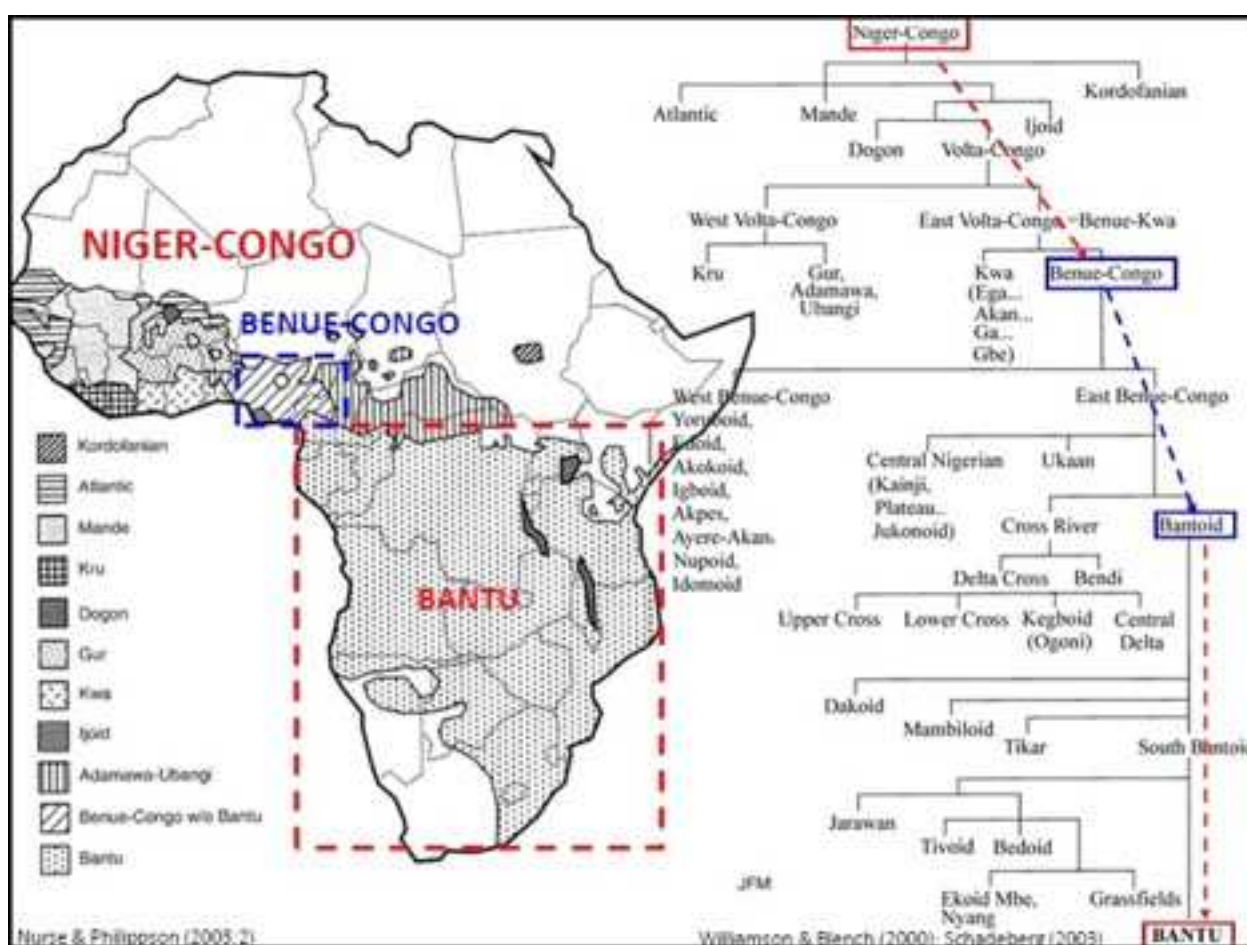 NIGER-CONGO
BENUE-CONGO
BANTU
Kordofanian
Atlantic
Mande
Kru
Dogon
Gur
Kwa
Ijoid
Adamawa-Ubangi
Benue-Congo w/o Bantu
Bantu
Nurse & Philippson (2003:2)
Niger-Congo
Kordofanian
Atlantic
Mande
Ijoid
Dogon
Volta-Congo
West Volta-Congo
East Volta-Congo =Benue-Kwa
Kru
Gur,
Adamawa,
Ubangi
Kwa
(Ega...
Akan...
Ga...
Gbe)
Benue-Congo
West Benue-Congo
Yoruboid,
Edoid,
Akokoid,
Igboid,
Akpes,
Ayere-Akan,
Nupoid,
Idomoid
East Benue-Congo
Central Nigerian
(Kainji,
Plateau...
Jukonoid)
Ukaan
Cross River
Bantoid
Delta Cross
Bendi
Upper Cross
Lower Cross
Kegboid
(Ogoni)
Central
Delta
Dakoid
Mambiloid
Tikar
South Bantoid
Jarawan
Tivoid
Bedoid
Ekoid Mbe,
Nyang
Grassfields
BANTU
JFM
Williamson & Blench (2000); Schadeberg (2003)